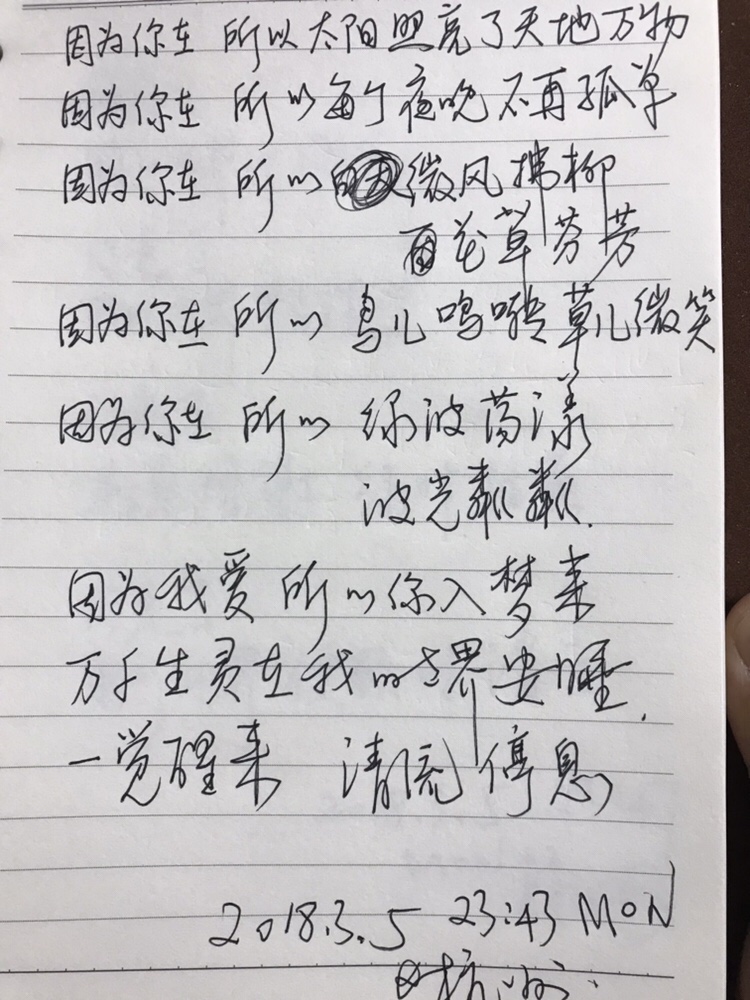 因为你在 所以太阳照亮了天地万物
因为你在 所以每个夜晚不再孤单
因为你在 所以 微风拂柳
百花草芬芳
因为你在 所以 鸟儿鸣 草儿微笑
因为你在 所以 绿波荡漾
波光粼粼.
因为我爱 所以你入梦来
万千生灵在我的世界安睡.
一觉醒来 清流停息
2018.3.5 23:43 MON